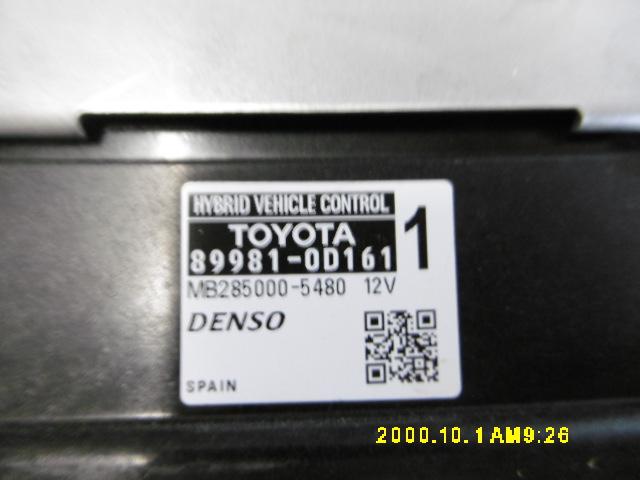 HYBRID VEHICLE CONTROL
TOYOTA
89981-0D161
1
MB285000-5480 12V
DENSO
SPAIN
2000.10.1 AM9:26